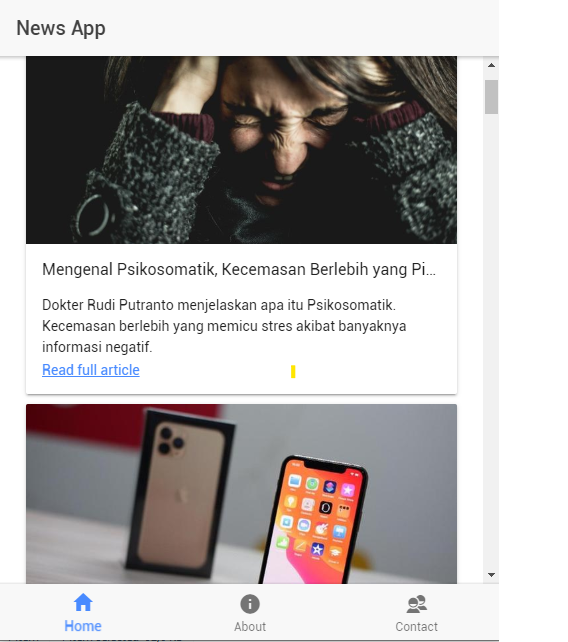 News App
Mengenal Psikosomatik, Kecemasan Berlebih yang Pi...
Dokter Rudi Putranto menjelaskan apa itu Psikosomatik.
Kecemasan berlebih yang memicu stres akibat banyaknya
informasi negatif.
Read full article
Home
About
Contact